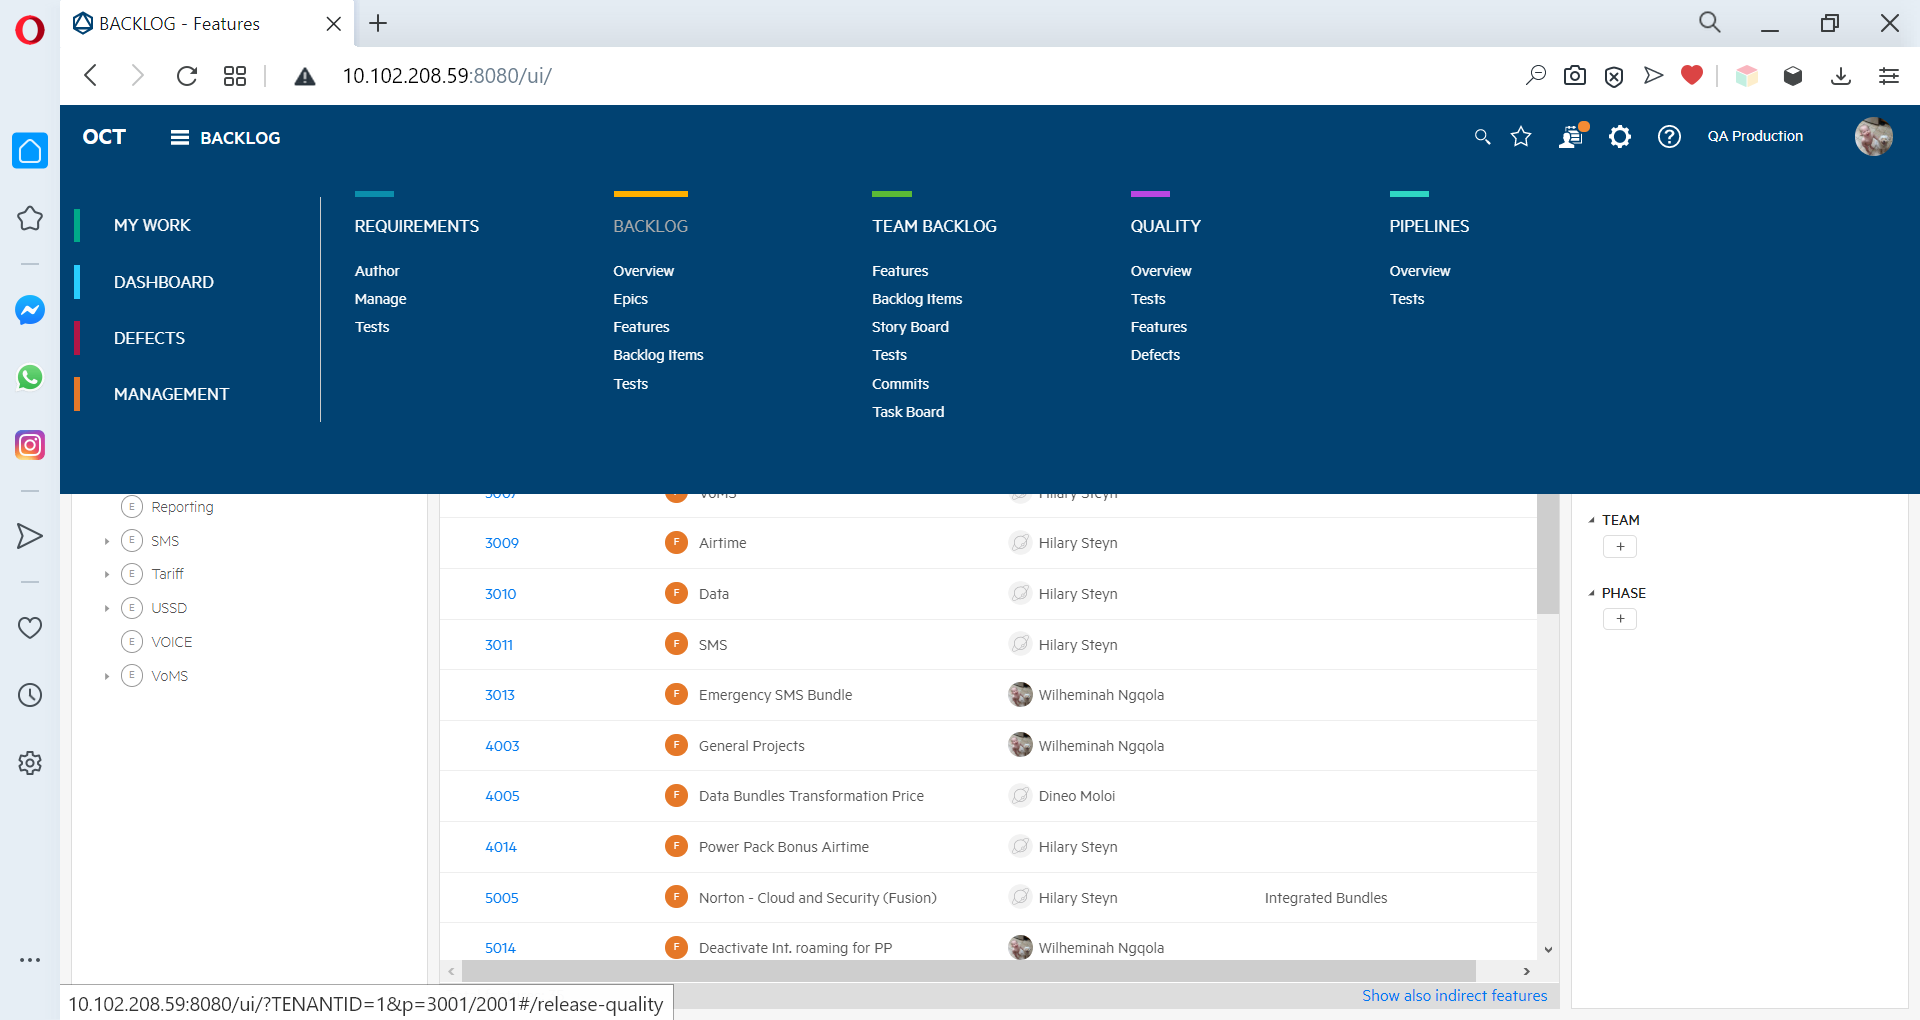 BACKLOG - Features
10.102.208.59:8080/ui/
OCT
BACKLOG
QA Production
MY WORK
DASHBOARD
DEFECTS
MANAGEMENT
REQUIREMENTS
Author
Manage
Tests
BACKLOG
Overview
Epics
Features
Backlog Items
Tests
TEAM BACKLOG
Features
Backlog Items
Story Board
Tests
Commits
Task Board
QUALITY
Overview
Tests
Features
Defects
PIPELINES
Overview
Tests
E Reporting
E SMS
E Tariff
E USSD
E VOICE
E VoMS
3007 F VoMS Hilary Steyn
3009 F Airtime Hilary Steyn
3010 F Data Hilary Steyn
3011 F SMS Hilary Steyn
3013 F Emergency SMS Bundle Wilheminah Ngqola
4003 F General Projects Wilheminah Ngqola
4005 F Data Bundles Transformation Price Dineo Moloi
4014 F Power Pack Bonus Airtime Hilary Steyn
5005 F Norton - Cloud and Security (Fusion) Hilary Steyn Integrated Bundles
5014 F Deactivate Int. roaming for PP Wilheminah Ngqola
Show also indirect features
TEAM
+
PHASE
+
10.102.208.59:8080/ui/?TENANTID=1&p=3001/2001#/release-quality